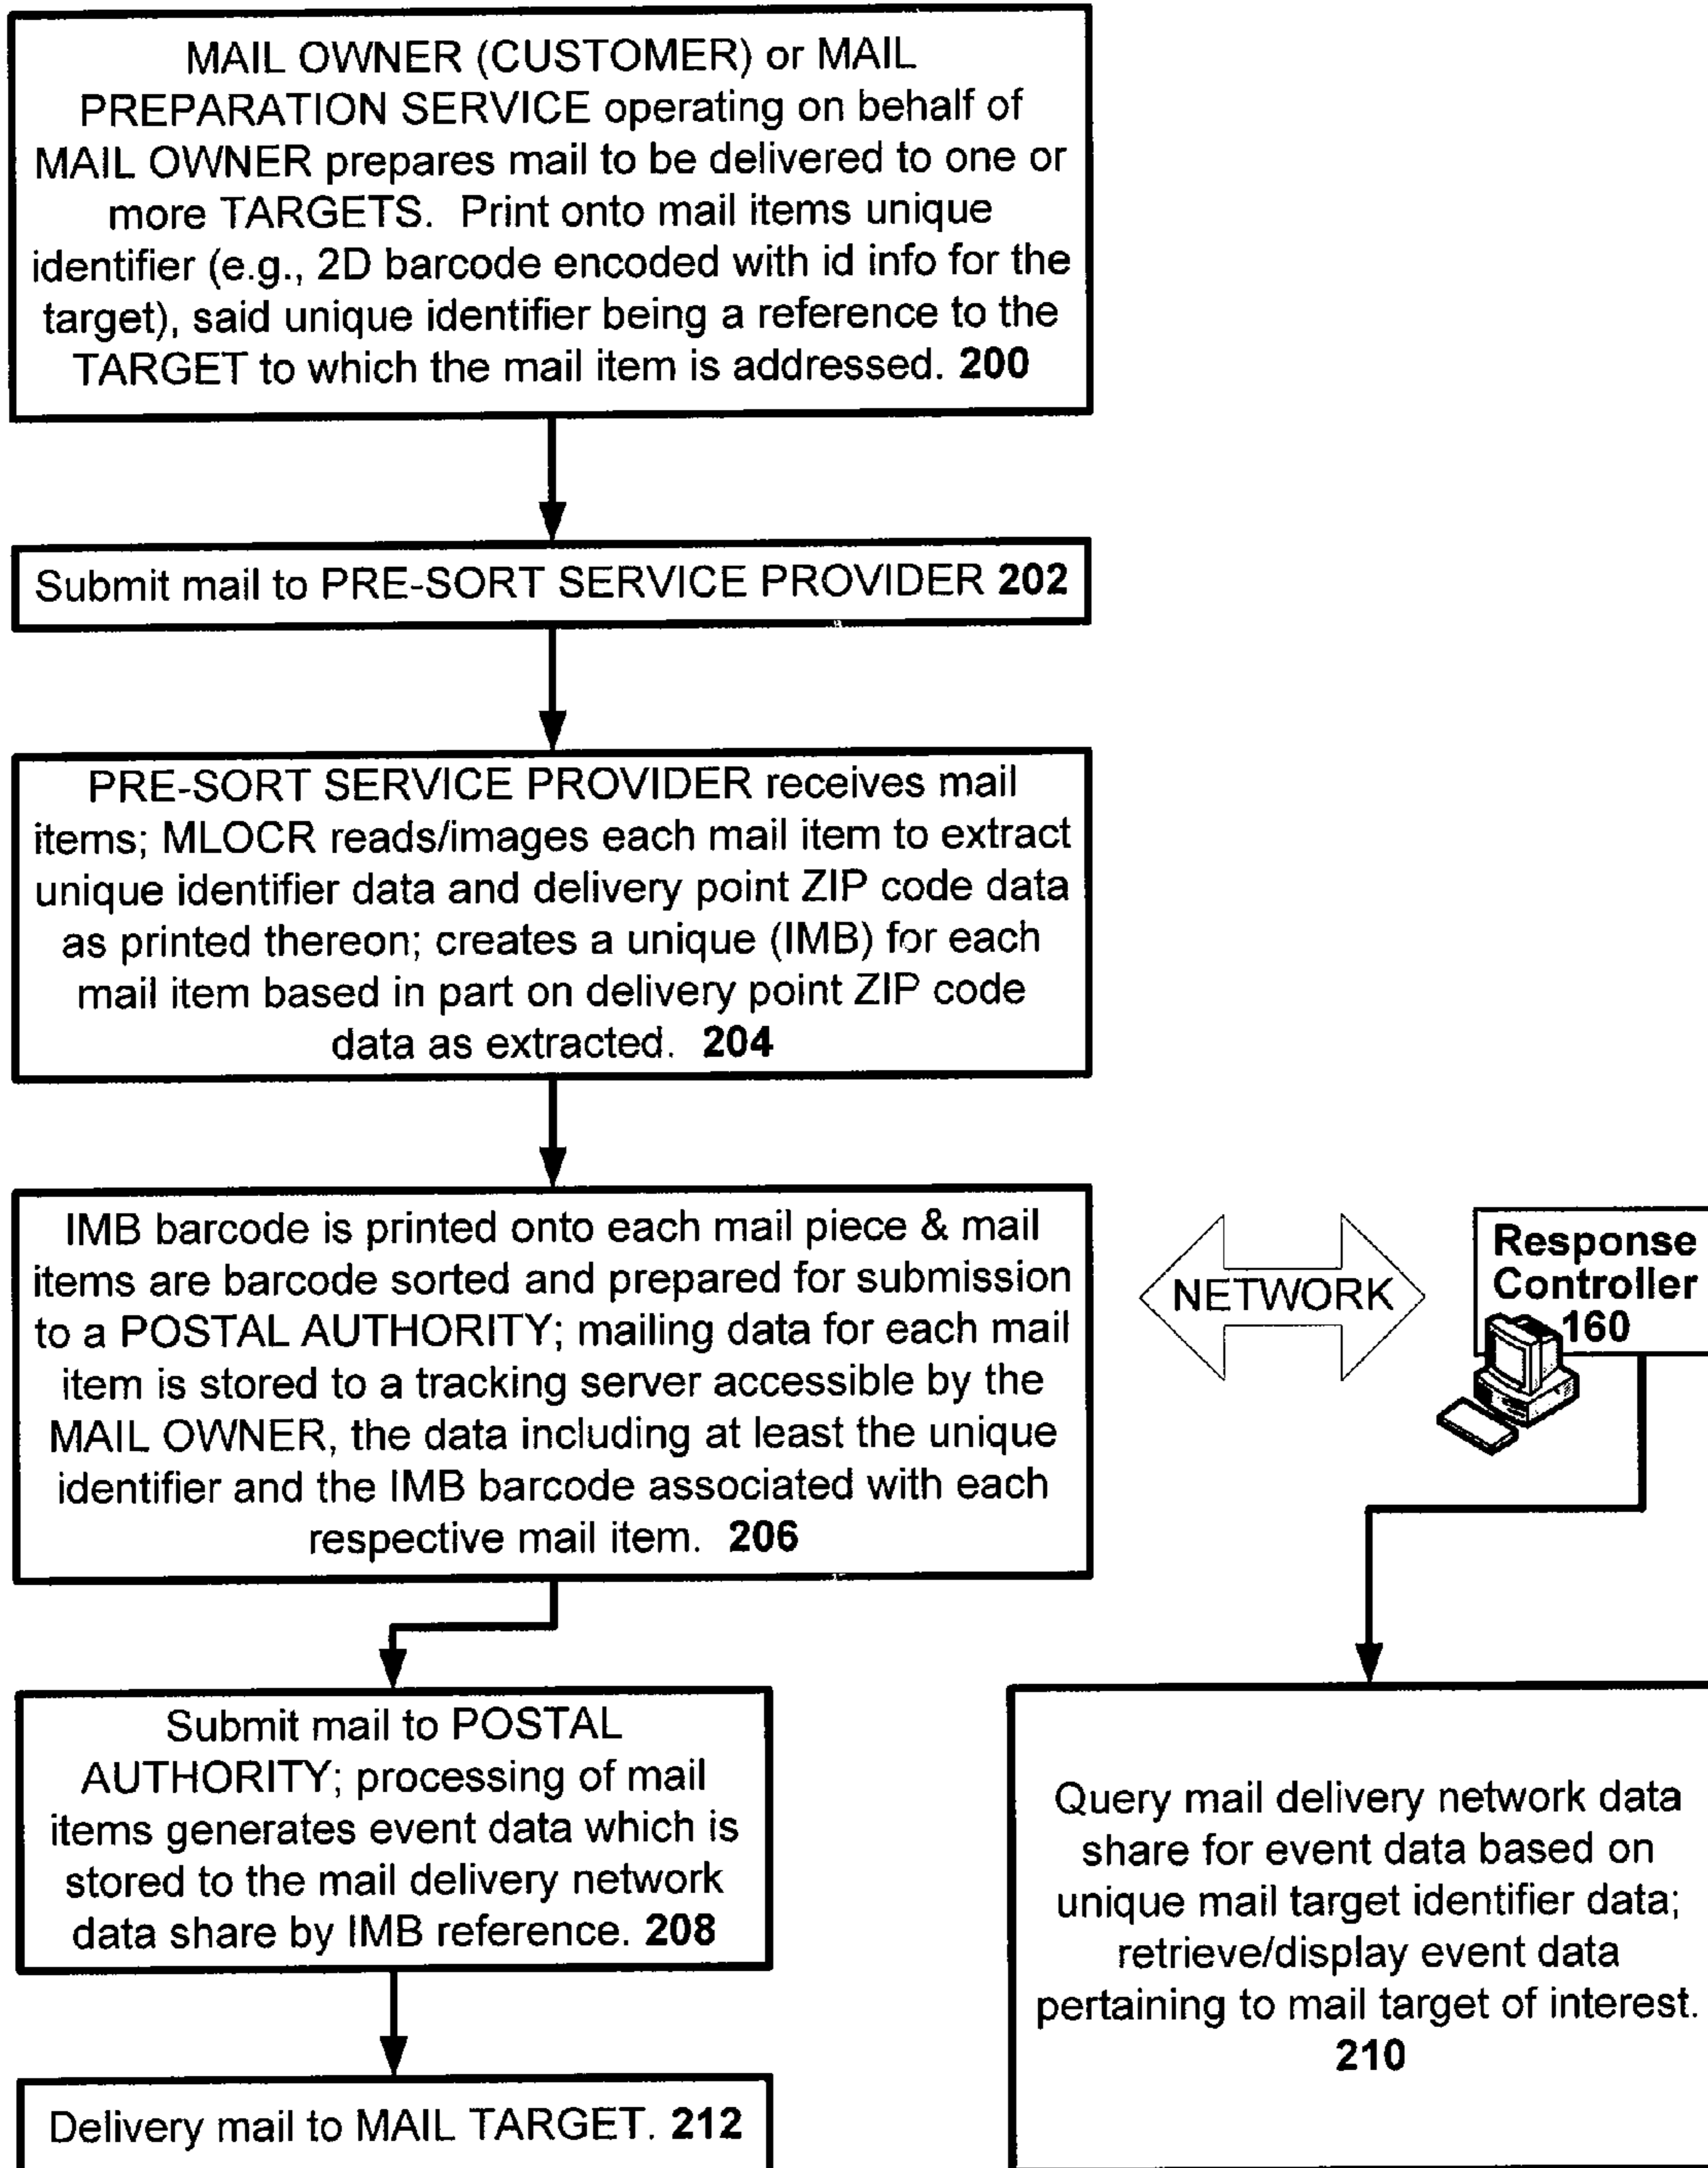 MAIL OWNER (CUSTOMER) or MAIL
PREPARATION SERVICE operating on behalf of
MAIL OWNER prepares mail to be delivered to one or
more TARGETS. Print onto mail items unique
identifier (e.g., 2D barcode encoded with id info for the
target), said unique identifier being a reference to the
TARGET to which the mail item is addressed. 200
Submit mail to PRE-SORT SERVICE PROVIDER 202
PRE-SORT SERVICE PROVIDER receives mail
items; MLOCR reads/images each mail item to extract
unique identifier data and delivery point ZIP code data
as printed thereon; creates a unique (IMB) for each
mail item based in part on delivery point ZIP code
data as extracted. 204
IMB barcode is printed onto each mail piece & mail
items are barcode sorted and prepared for submission
to a POSTAL AUTHORITY; mailing data for each mail
item is stored to a tracking server accessible by the
MAIL OWNER, the data including at least the unique
identifier and the IMB barcode associated with each
respective mail item. 206
NETWORK
Response
Controller
160
Submit mail to POSTAL
AUTHORITY; processing of mail
items generates event data which is
stored to the mail delivery network
data share by IMB reference. 208
Query mail delivery network data
share for event data based on
unique mail target identifier data;
retrieve/display event data
pertaining to mail target of interest.
210
Delivery mail to MAIL TARGET. 212